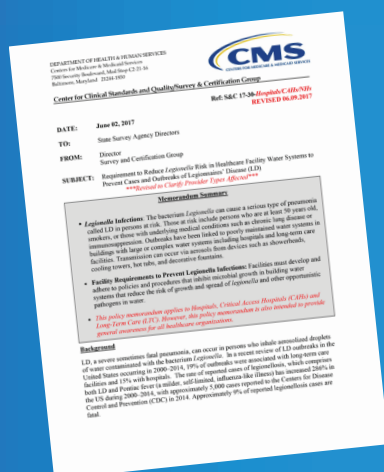 DEPARTMENT OF HEALTH & HUMAN SERVICES
Centers for Medicare & Medicaid Services
7500 Security Boulevard, Mail Stop C2-21-16
Baltimore, Maryland 21244-1850
CMS
CENTERS FOR MEDICARE & MEDICAID SERVICES
Center for Clinical Standards and Quality/Survey & Certification Group
Ref: S&C 17-30-Hospitals/CAHs/NHs
REVISED 06.09.2017
DATE: June 02, 2017
TO: State Survey Agency Directors
FROM: Director
Survey and Certification Group
SUBJECT: Requirement to Reduce Legionella Risk in Healthcare Facility Water Systems to
Prevent Cases and Outbreaks of Legionnaires' Disease (LD)
***Revised to Clarify Provider Types Affected***
Memorandum Summary
• Legionella Infections: The bacterium Legionella can cause a serious type of pneumonia
called LD in persons at risk. Those at risk include persons who are at least 50 years old,
smokers, or those with underlying medical conditions such as chronic lung disease or
immunosuppression. Outbreaks have been linked to poorly maintained water systems in
buildings with large or complex water systems including hospitals and long-term care
facilities. Transmission can occur via aerosols from devices such as showerheads,
cooling towers, hot tubs, and decorative fountains.
• Facility Requirements to Prevent Legionella Infections: Facilities must develop and
adhere to policies and procedures that inhibit microbial growth in building water
systems that reduce the risk of growth and spread of legionella and other opportunistic
pathogens in water.
• This policy memorandum applies to Hospitals, Critical Access Hospitals (CAHs) and
Long-Term Care (LTC). However, this policy memorandum is also intended to provide
general awareness for all healthcare organizations.
Background
LD, a severe sometimes fatal pneumonia, can occur in persons who inhale aerosolized droplets
of water contaminated with the bacterium Legionella. In a recent review of LD outbreaks in the
United States occurring in 2000–2014, 19% of outbreaks were associated with long-term care
facilities and 15% with hospitals. The rate of reported cases of legionellosis, which comprises
both LD and Pontiac fever (a milder, self-limited, influenza-like illness) has increased 286% in
the US during 2000–2014, with approximately 5,000 cases reported to the Centers for Disease
Control and Prevention (CDC) in 2014. Approximately 9% of reported legionellosis cases are
fatal.